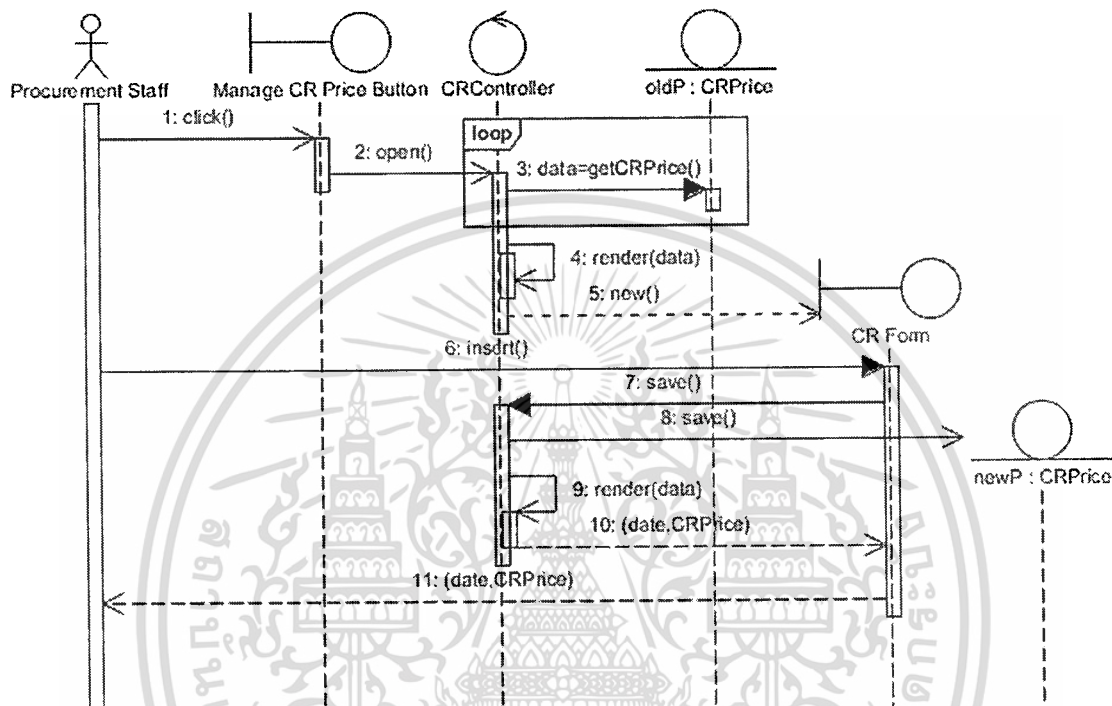 Procurement Staff
Manage CR Price Button
CRController
oldP : CRPrice
1: click()
loop
2: open()
3: data=getCRPrice()
4: render(data)
5: new()
CR Form
6: insert()
7: save()
8: save()
newP : CRPrice
9: render(data)
10: (date,CRPrice)
11: (date,CRPrice)